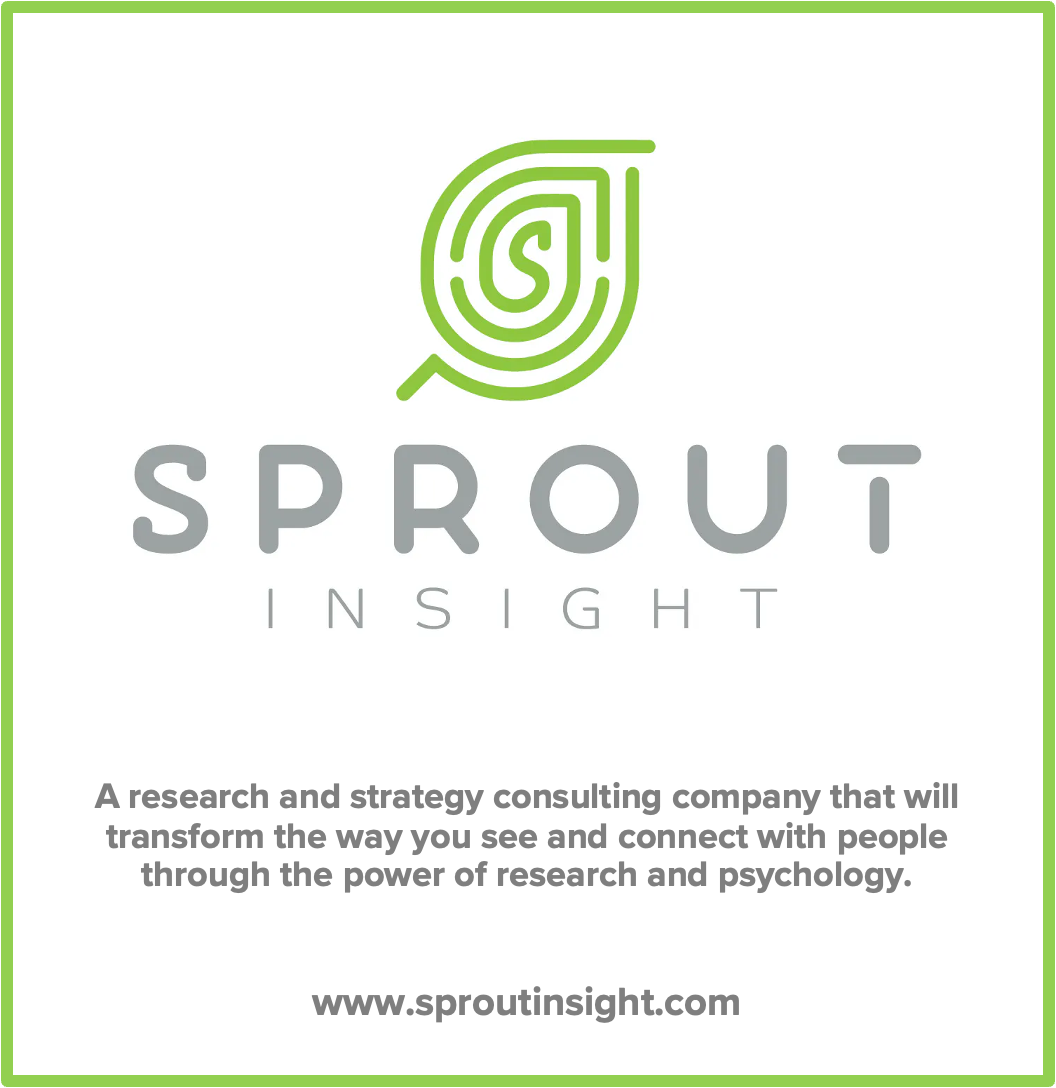 S
SPROUT
INSIGHT
A research and strategy consulting company that will
transform the way you see and connect with people
through the power of research and psychology.
www.sproutinsight.com